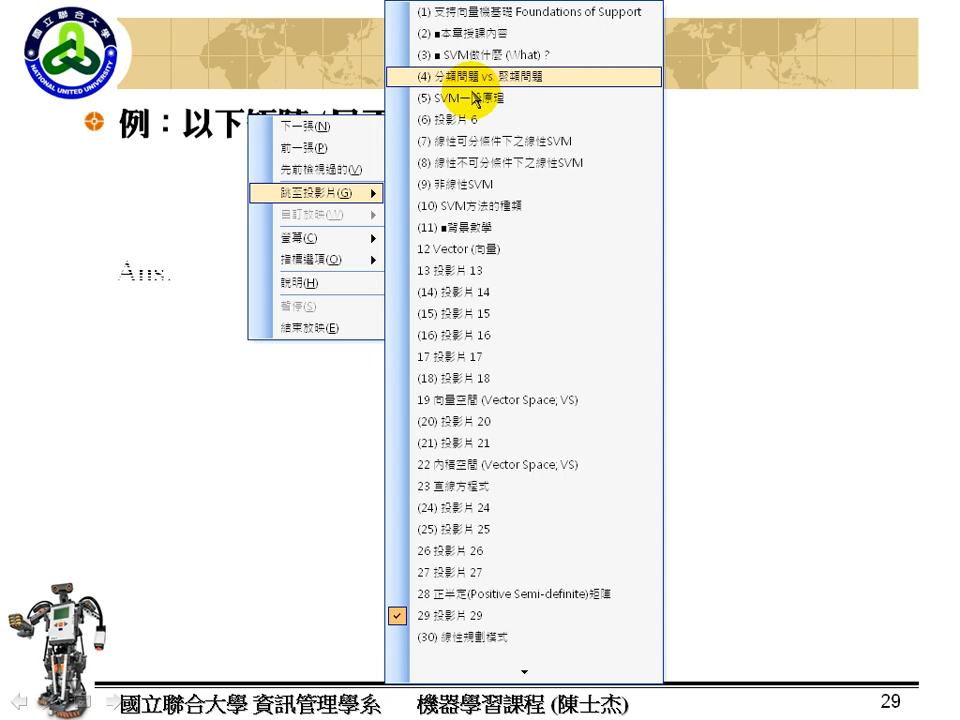 國立聯合大學
NATIONAL UNITED UNIVERSITY
例：以下矩陣
Ans.
下一張(N)
前一張(P)
先前檢視過的(V)
跳至投影片(G)
自訂放映(W)
螢幕(C)
指標選項(O)
說明(H)
暫停(S)
結束放映(E)
(1) 支持向量機基礎 Foundations of Support
(2) ■本章授課內容
(3) ■ SVM做什麼 (What) ?
(4) 分類問題 vs. 聚類問題
(5) SVM一般原理
(6) 投影片 6
(7) 線性可分條件下之線性SVM
(8) 線性不可分條件下之線性SVM
(9) 非線性SVM
(10) SVM方法的種類
(11) ■背景數學
12 Vector (向量)
13 投影片 13
(14) 投影片 14
(15) 投影片 15
(16) 投影片 16
17 投影片 17
(18) 投影片 18
19 向量空間 (Vector Space; VS)
(20) 投影片 20
(21) 投影片 21
22 內積空間 (Vector Space; VS)
23 直線方程式
(24) 投影片 24
(25) 投影片 25
26 投影片 26
27 投影片 27
28 正半定(Positive Semi-definite)矩陣
29 投影片 29
(30) 線性規劃模式
國立聯合大學 資訊管理學系 機器學習課程 (陳士杰)
29